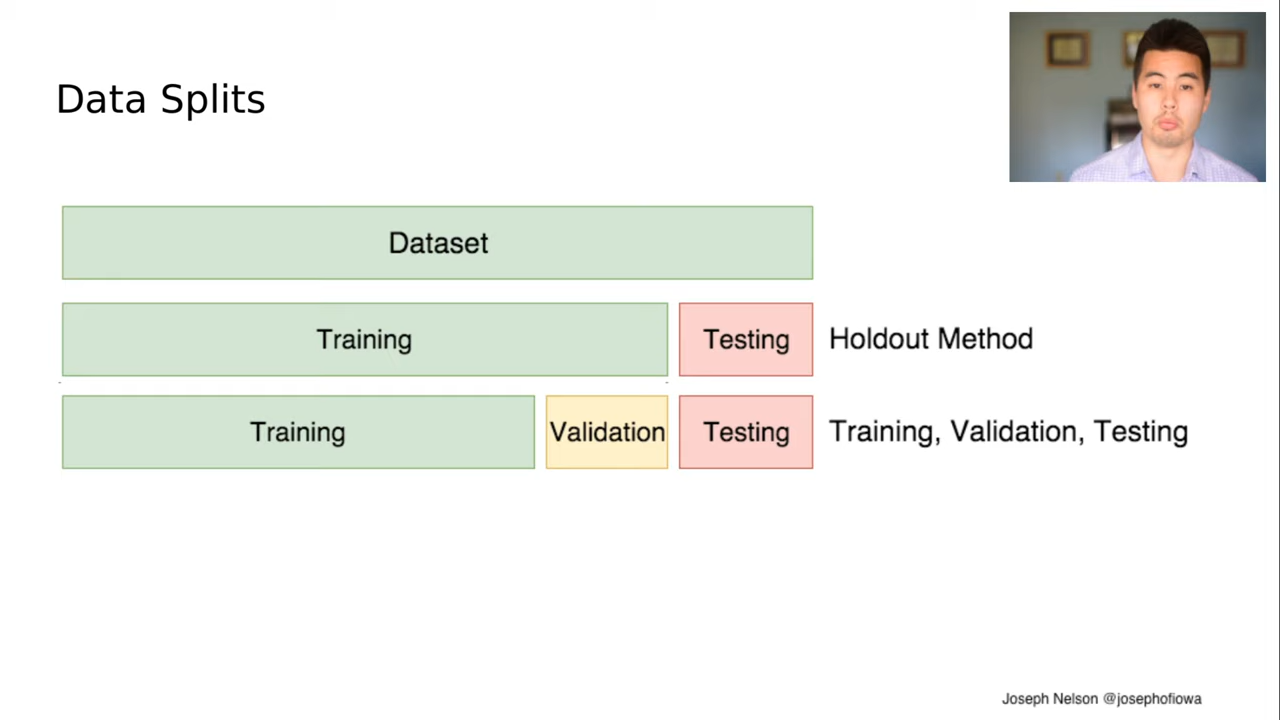 Data Splits
Dataset
Training Testing Holdout Method
Training Validation Testing Training, Validation, Testing
Joseph Nelson @josephofiowa